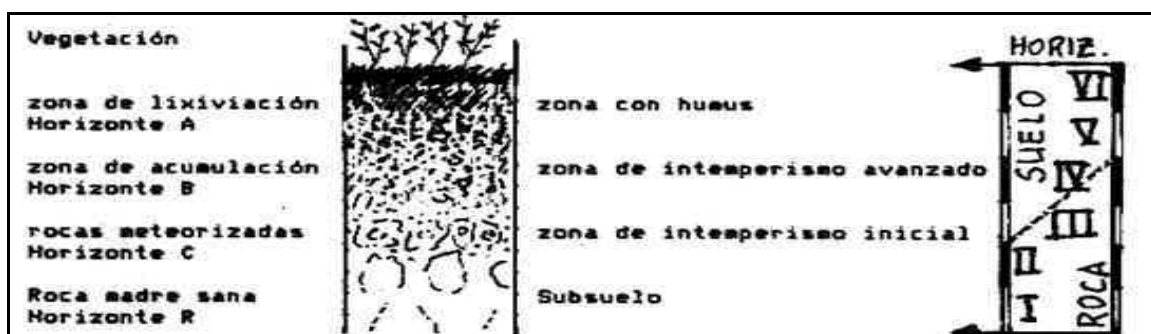 Vegetación
zona de lixiviación
Horizonte A
zona con humus
zona de acumulación
Horizonte B
zona de intemperismo avanzado
rocas meteorizadas
Horizonte C
zona de intemperismo inicial
Roca madre sana
Horizonte R
Subsuelo
HORIZ.
SUELO
VI
V
IV
III
II
I
ROCA